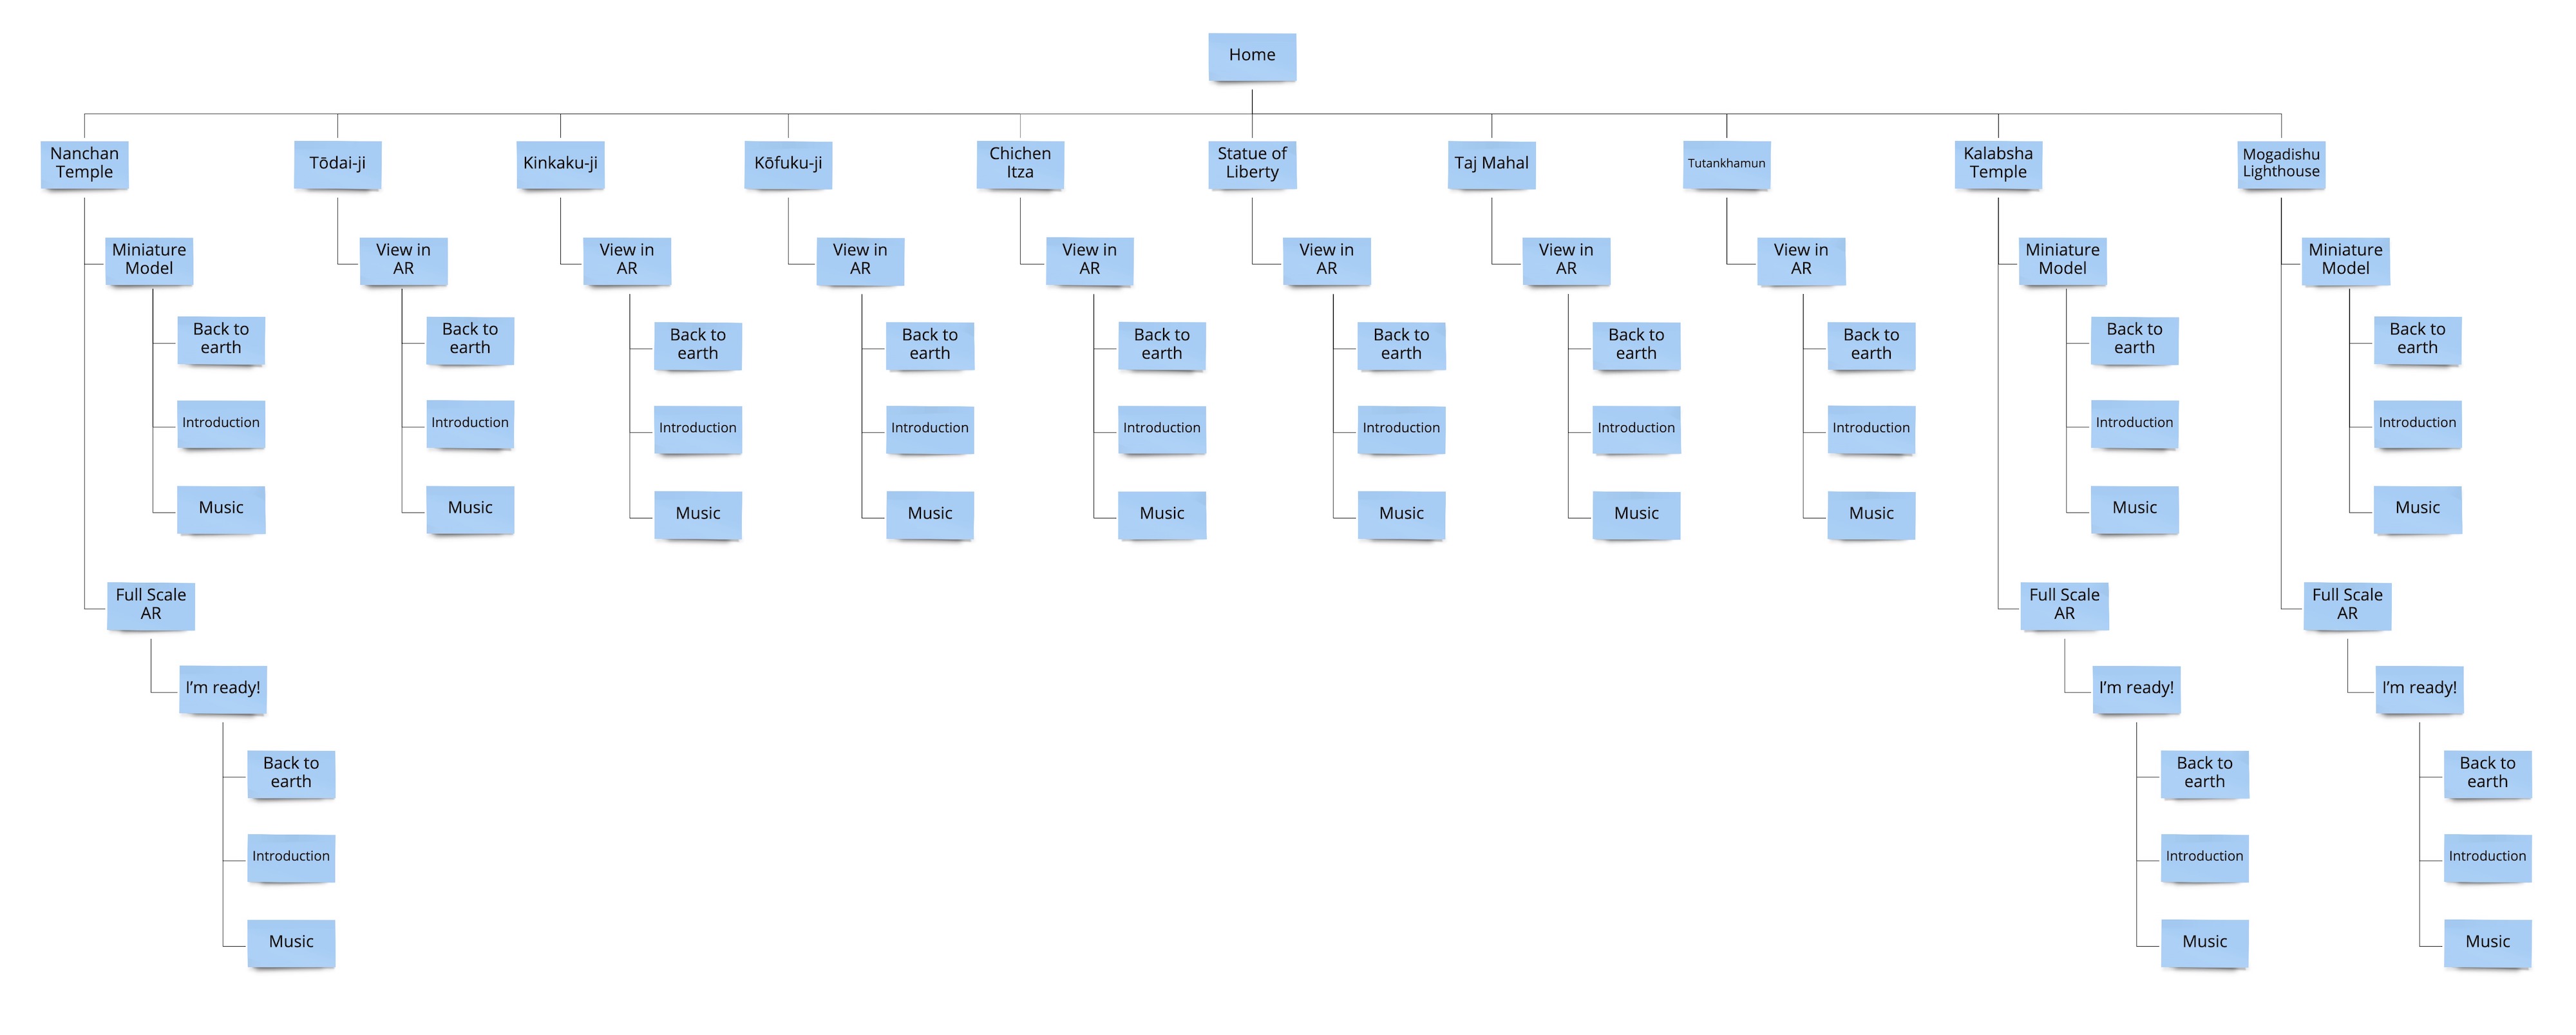 Home
Nanchan
Temple
Tōdai-ji
Kinkaku-ji
Kōfuku-ji
Chichen
Itza
Statue of
Liberty
Taj Mahal
Tutankhamun
Kalabsha
Temple
Mogadishu
Lighthouse
Miniature
Model
View in
AR
View in
AR
View in
AR
View in
AR
View in
AR
View in
AR
View in
AR
Miniature
Model
Miniature
Model
Back to
earth
Back to
earth
Back to
earth
Back to
earth
Back to
earth
Back to
earth
Back to
earth
Back to
earth
Back to
earth
Back to
earth
Introduction
Introduction
Introduction
Introduction
Introduction
Introduction
Introduction
Introduction
Introduction
Introduction
Music
Music
Music
Music
Music
Music
Music
Music
Music
Music
Full Scale
AR
Full Scale
AR
Full Scale
AR
I’m ready!
I’m ready!
I’m ready!
Back to
earth
Back to
earth
Back to
earth
Introduction
Introduction
Introduction
Music
Music
Music